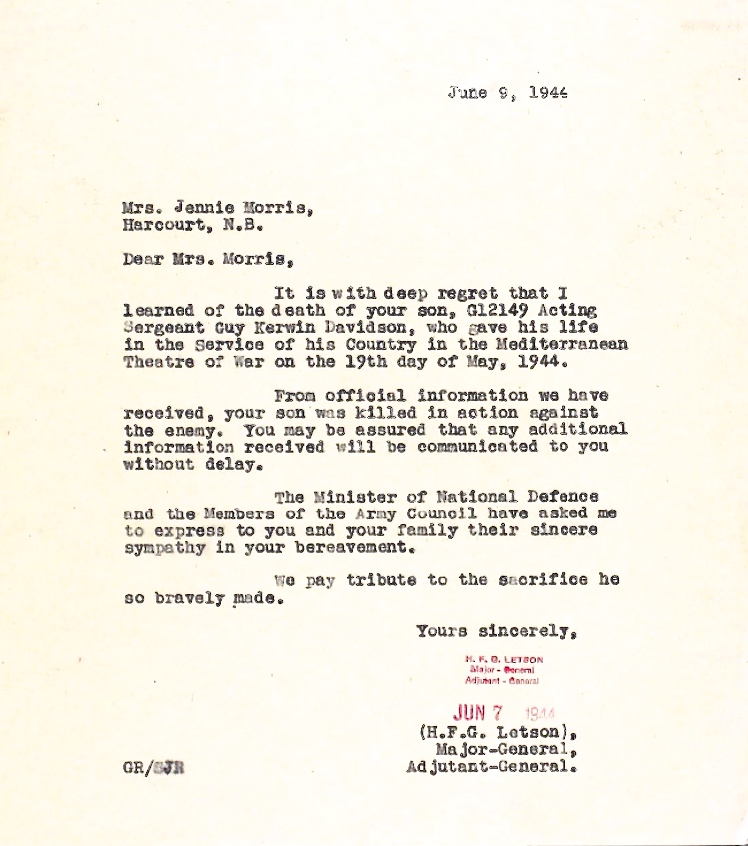 June 9, 1944
Mrs. Jennie Morris,
Harcourt, N.B.
Dear Mrs. Morris,
It is with deep regret that I
learned of the death of your son, G12149 Acting
Sergeant Guy Kerwin Davidson, who gave his life
in the Service of his Country in the Mediterranean
Theatre of War on the 19th day of May, 1944.
From official information we have
received, your son was killed in action against
the enemy. You may be assured that any additional
information received will be communicated to you
without delay.
The Minister of National Defence
and the Members of the Army Council have asked me
to express to you and your family their sincere
sympathy in your bereavement.
We pay tribute to the sacrifice he
so bravely made.
Yours sincerely,
H. F. G. LETSON
Major - General
Adjutant - General
JUN 7 1944
(H.F.G. Letson),
Major-General,
Adjutant-General.
GR/